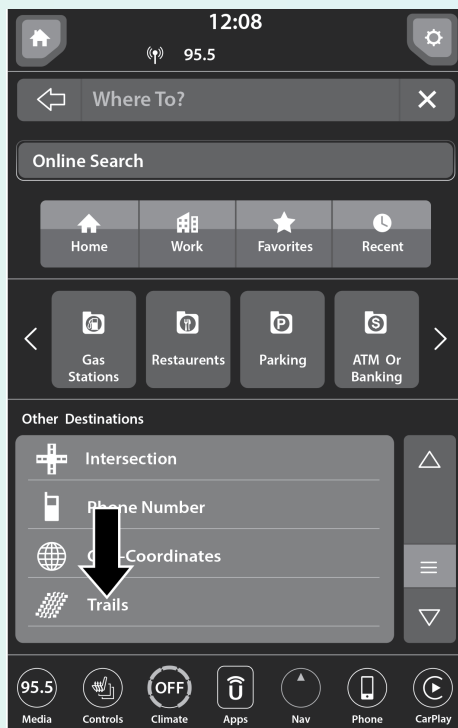 12:08
95.5
Where To?
Online Search
Home Work Favorites Recent
Gas Stations
Restaurents
Parking
ATM Or Banking
Other Destinations
Intersection
Phone Number
Coordinates
Trails
95.5 OFF
Media Controls Climate Apps Nav Phone CarPlay